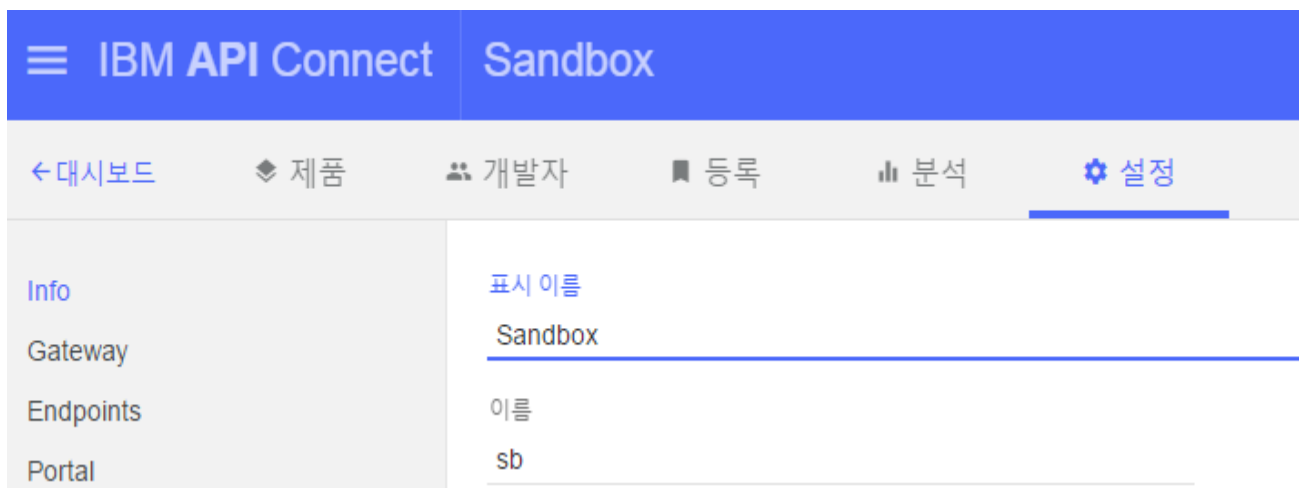 IBM API Connect Sandbox
←대시보드 제품 개발자 등록 분석 설정
Info
Gateway
Endpoints
Portal
표시 이름
Sandbox
이름
sb